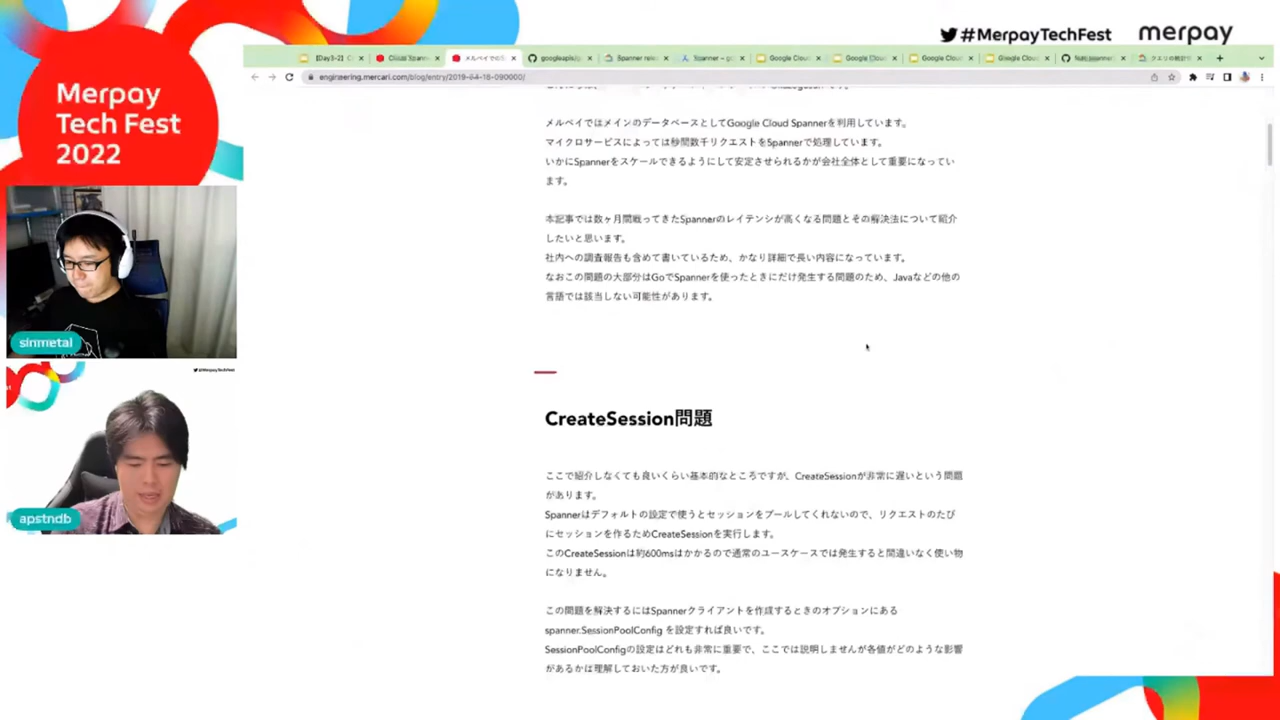 #MerpayTechFest
merpay
Merpay
Tech Fest
2022
sinmetal
#MerpayTechFest
apstndb
[Day3-2] C
Cloud Spann
メルペイでのS
googleapis/g
Spanner rele
Spanner – g
Google Clou
Google Clou
Google Clou
Google Clou
engineering.mercari.com/blog/entry/2019-04-16-090000/
メルペイではメインのデータベースとしてGoogle Cloud Spannerを利用しています。
マイクロサービスによっては秒間数千リクエストをSpannerで処理しています。
いかにSpannerをスケールできるようにして安定させられるかが会社全体として重要になってい
ます。
本記事では数ヶ月間戦ってきたSpannerのレイテンシが高くなる問題とその解決法について紹介
したいと思います。
社内への調査報告も含めて書いているため、かなり詳細で長い内容になっています。
なおこの問題の大部分はGoでSpannerを使ったときにだけ発生する問題のため、Javaなどの他の
言語では該当しない可能性があります。
CreateSession問題
ここで紹介しなくても良いくらい基本的なところですが、CreateSessionが非常に遅いという問題
があります。
Spannerはデフォルトの設定で使うとセッションをプールしてくれないので、リクエストのたび
にセッションを作るためCreateSessionを実行します。
このCreateSessionは約600msはかかるので通常のユースケースでは発生すると間違いなく使い物
になりません。
この問題を解決するにはSpannerクライアントを作成するときのオプションにある
spanner.SessionPoolConfig を設定すれば良いです。
SessionPoolConfigの設定はどれも非常に重要で、ここでは説明しませんが各値がどのような影響
があるかは理解しておいた方が良いです。